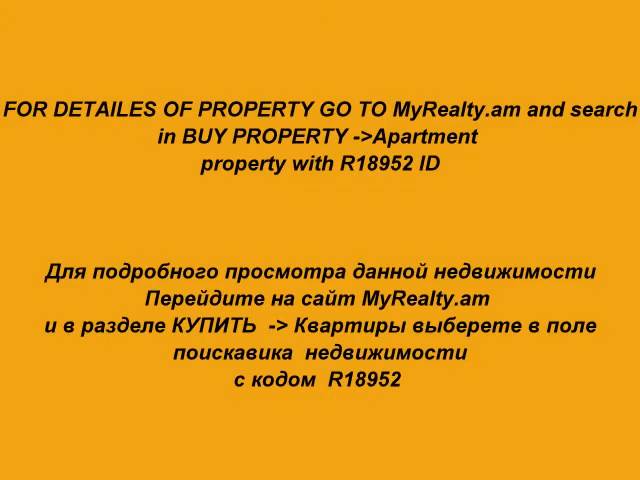 FOR DETAILES OF PROPERTY GO TO MyRealty.am and search
in BUY PROPERTY ->Apartment
property with R18952 ID
Для подробного просмотра данной недвижимости
Перейдите на сайт MyRealty.am
и в разделе КУПИТЬ -> Квартиры выберете в поле
поискавика недвижимости
с кодом R18952